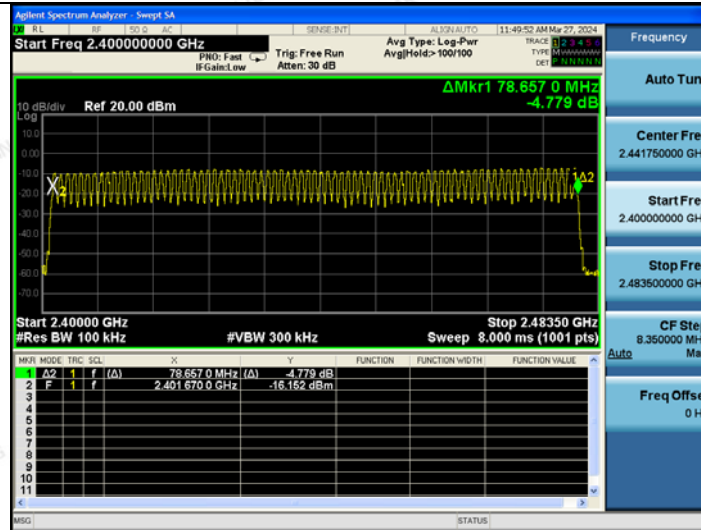 Agilent Spectrum Analyzer - Swept SA
RL RF 50 Ω AC SENSE:INT ALIGN AUTO 11:49:52 AM Mar 27, 2024
Start Freq 2.400000000 GHz
PNO: Fast
IFGain:Low
Trig: Free Run
Atten: 30 dB
Avg Type: Log-Pwr
Avg|Hold:>100/100
TRACE 1 2 3 4 5 6
TYPE M
DET P N N N N N
ΔMkr1 78.657 0 MHz
-4.779 dB
10 dB/div Ref 20.00 dBm
Log
10.0
0.00
-10.0
-20.0
-30.0
-40.0
-50.0
-60.0
-70.0
X2
1Δ2
Start 2.40000 GHz Stop 2.48350 GHz
#Res BW 100 kHz #VBW 300 kHz Sweep 8.000 ms (1001 pts)
MKR MODE TRC SCL X Y FUNCTION FUNCTION WIDTH FUNCTION VALUE
1 Δ2 1 f (Δ) 78.657 0 MHz (Δ) -4.779 dB
2 F 1 f 2.401 670 0 GHz -16.152 dBm
3
4
5
6
7
8
9
10
11
MSG STATUS
Frequency
Auto Tun
Center Fre
2.441750000 GH
Start Fre
2.400000000 GH
Stop Fre
2.483500000 GH
CF Ste
8.350000 MH
Auto Ma
Freq Offse
0 H